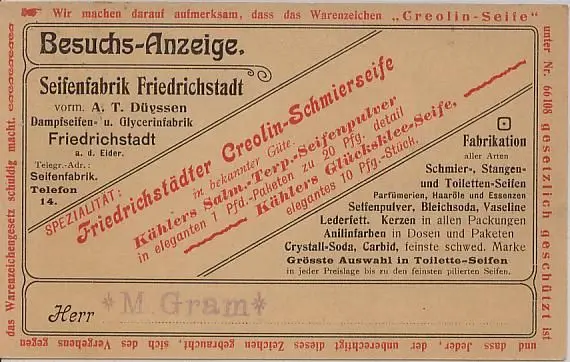 Wir machen darauf aufmerksam, dass das Warenzeichen „Creolin-Seife"
unter Nr. 66108 gesetzlich geschützt ist
und dass Jeder, der unberechtigt dieses Zeichen gebraucht, sich des Vergehens gegen
das Warenzeichengesetz schuldig macht.
Besuchs-Anzeige.
Seifenfabrik Friedrichstadt
vorm. A. T. Düyssen
Dampfseifen- u. Glycerinfabrik
Friedrichstadt
a. d. Eider.
Telegr.-Adr.:
Seifenfabrik.
Telefon
14.
SPEZIALITÄT:
Friedrichstädter Creolin-Schmierseife
in bekannter Güte.
Kählers Salm.-Terp.-Seifenpulver
in eleganten 1 Pfd.-Paketen zu 20 Pfg. detail
Kählers Glücksklee-Seife,
elegantes 10 Pfg.-Stück.
Fabrikation
aller Arten
Schmier-, Stangen-
und Toiletten-Seifen
Parfümerien, Haaröle und Essenzen
Seifenpulver, Bleichsoda, Vaseline
Lederfett. Kerzen in allen Packungen
Anilinfarben in Dosen und Paketen
Crystall-Soda, Carbid, feinste schwed. Marke
Grösste Auswahl in Toilette-Seifen
in jeder Preislage bis zu den feinsten pilierten Seifen.
Herr *M. Gram*